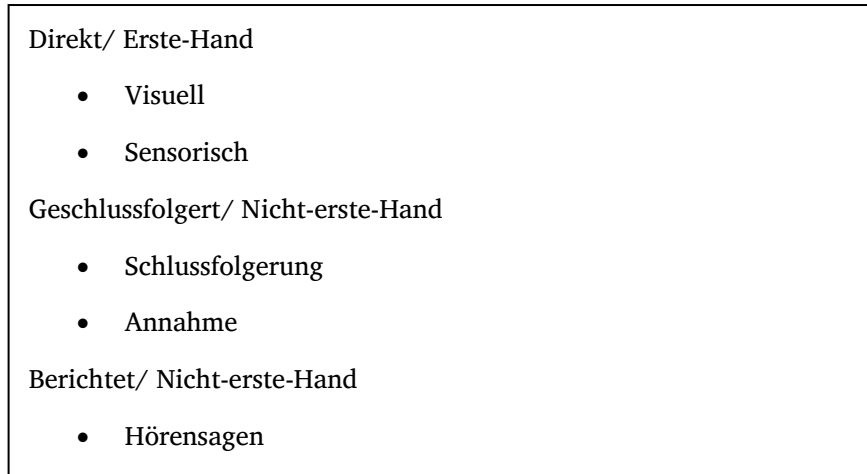 Direkt/ Erste-Hand
• Visuell
• Sensorisch
Geschlussfolgert/ Nicht-erste-Hand
• Schlussfolgerung
• Annahme
Berichtet/ Nicht-erste-Hand
• Hörensagen